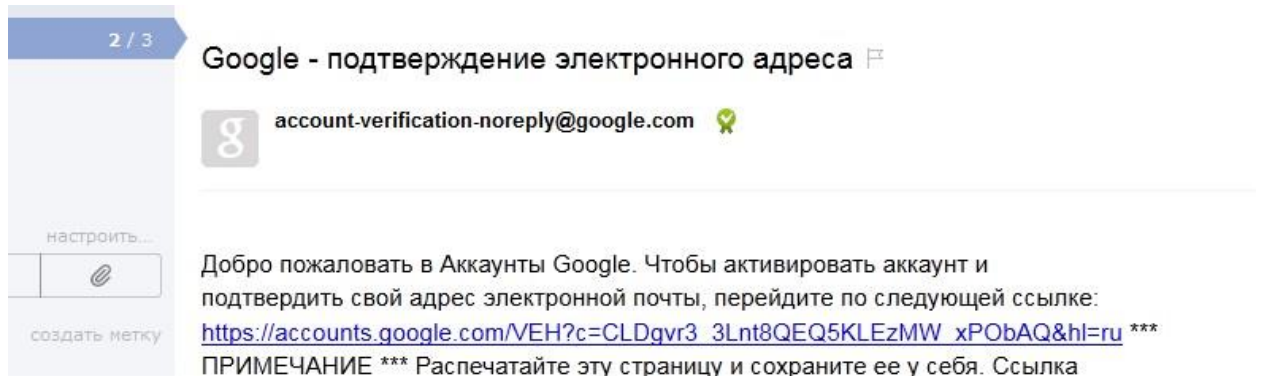 2 / 3
Google - подтверждение электронного адреса
g
account-verification-noreply@google.com
настроить...
Добро пожаловать в Аккаунты Google. Чтобы активировать аккаунт и
подтвердить свой адрес электронной почты, перейдите по следующей ссылке:
создать метку
https://accounts.google.com/VEH?c=CLDgvr3_3Lnt8QEQ5KLEzMW_xPObAQ&hl=ru ***
ПРИМЕЧАНИЕ *** Распечатайте эту страницу и сохраните ее у себя. Ссылка